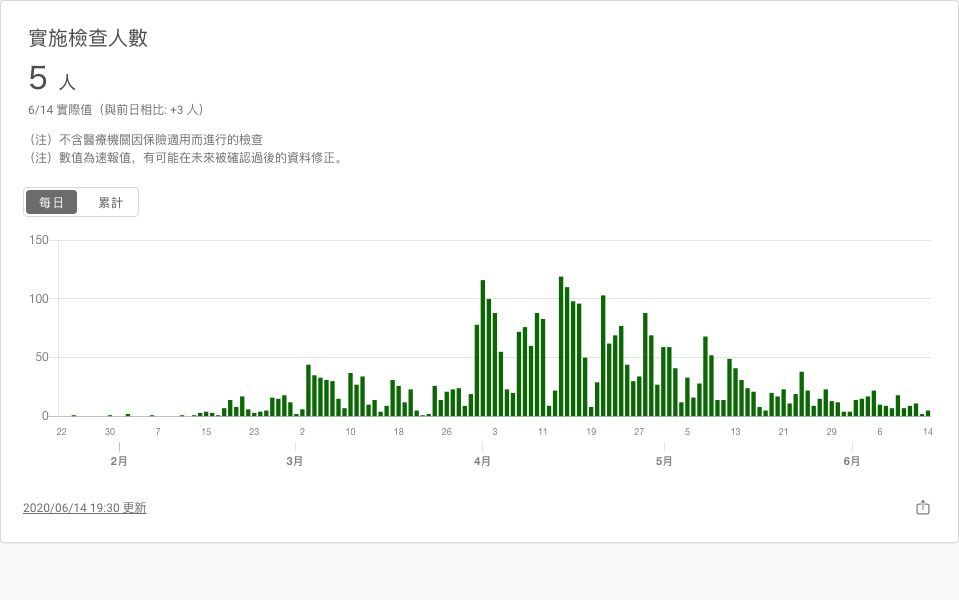 實施檢查人數
5 人
6/14 實際值（與前日相比: +3 人）
（注）不含醫療機關因保險適用而進行的檢查
（注）數值為速報值，有可能在未來被確認過後的資料修正。
每日 累計
150
100
50
0
22 30 7 15 23 2 10 18 26 3 11 19 27 5 13 21 29 6 14
2月 3月 4月 5月 6月
2020/06/14 19:30 更新